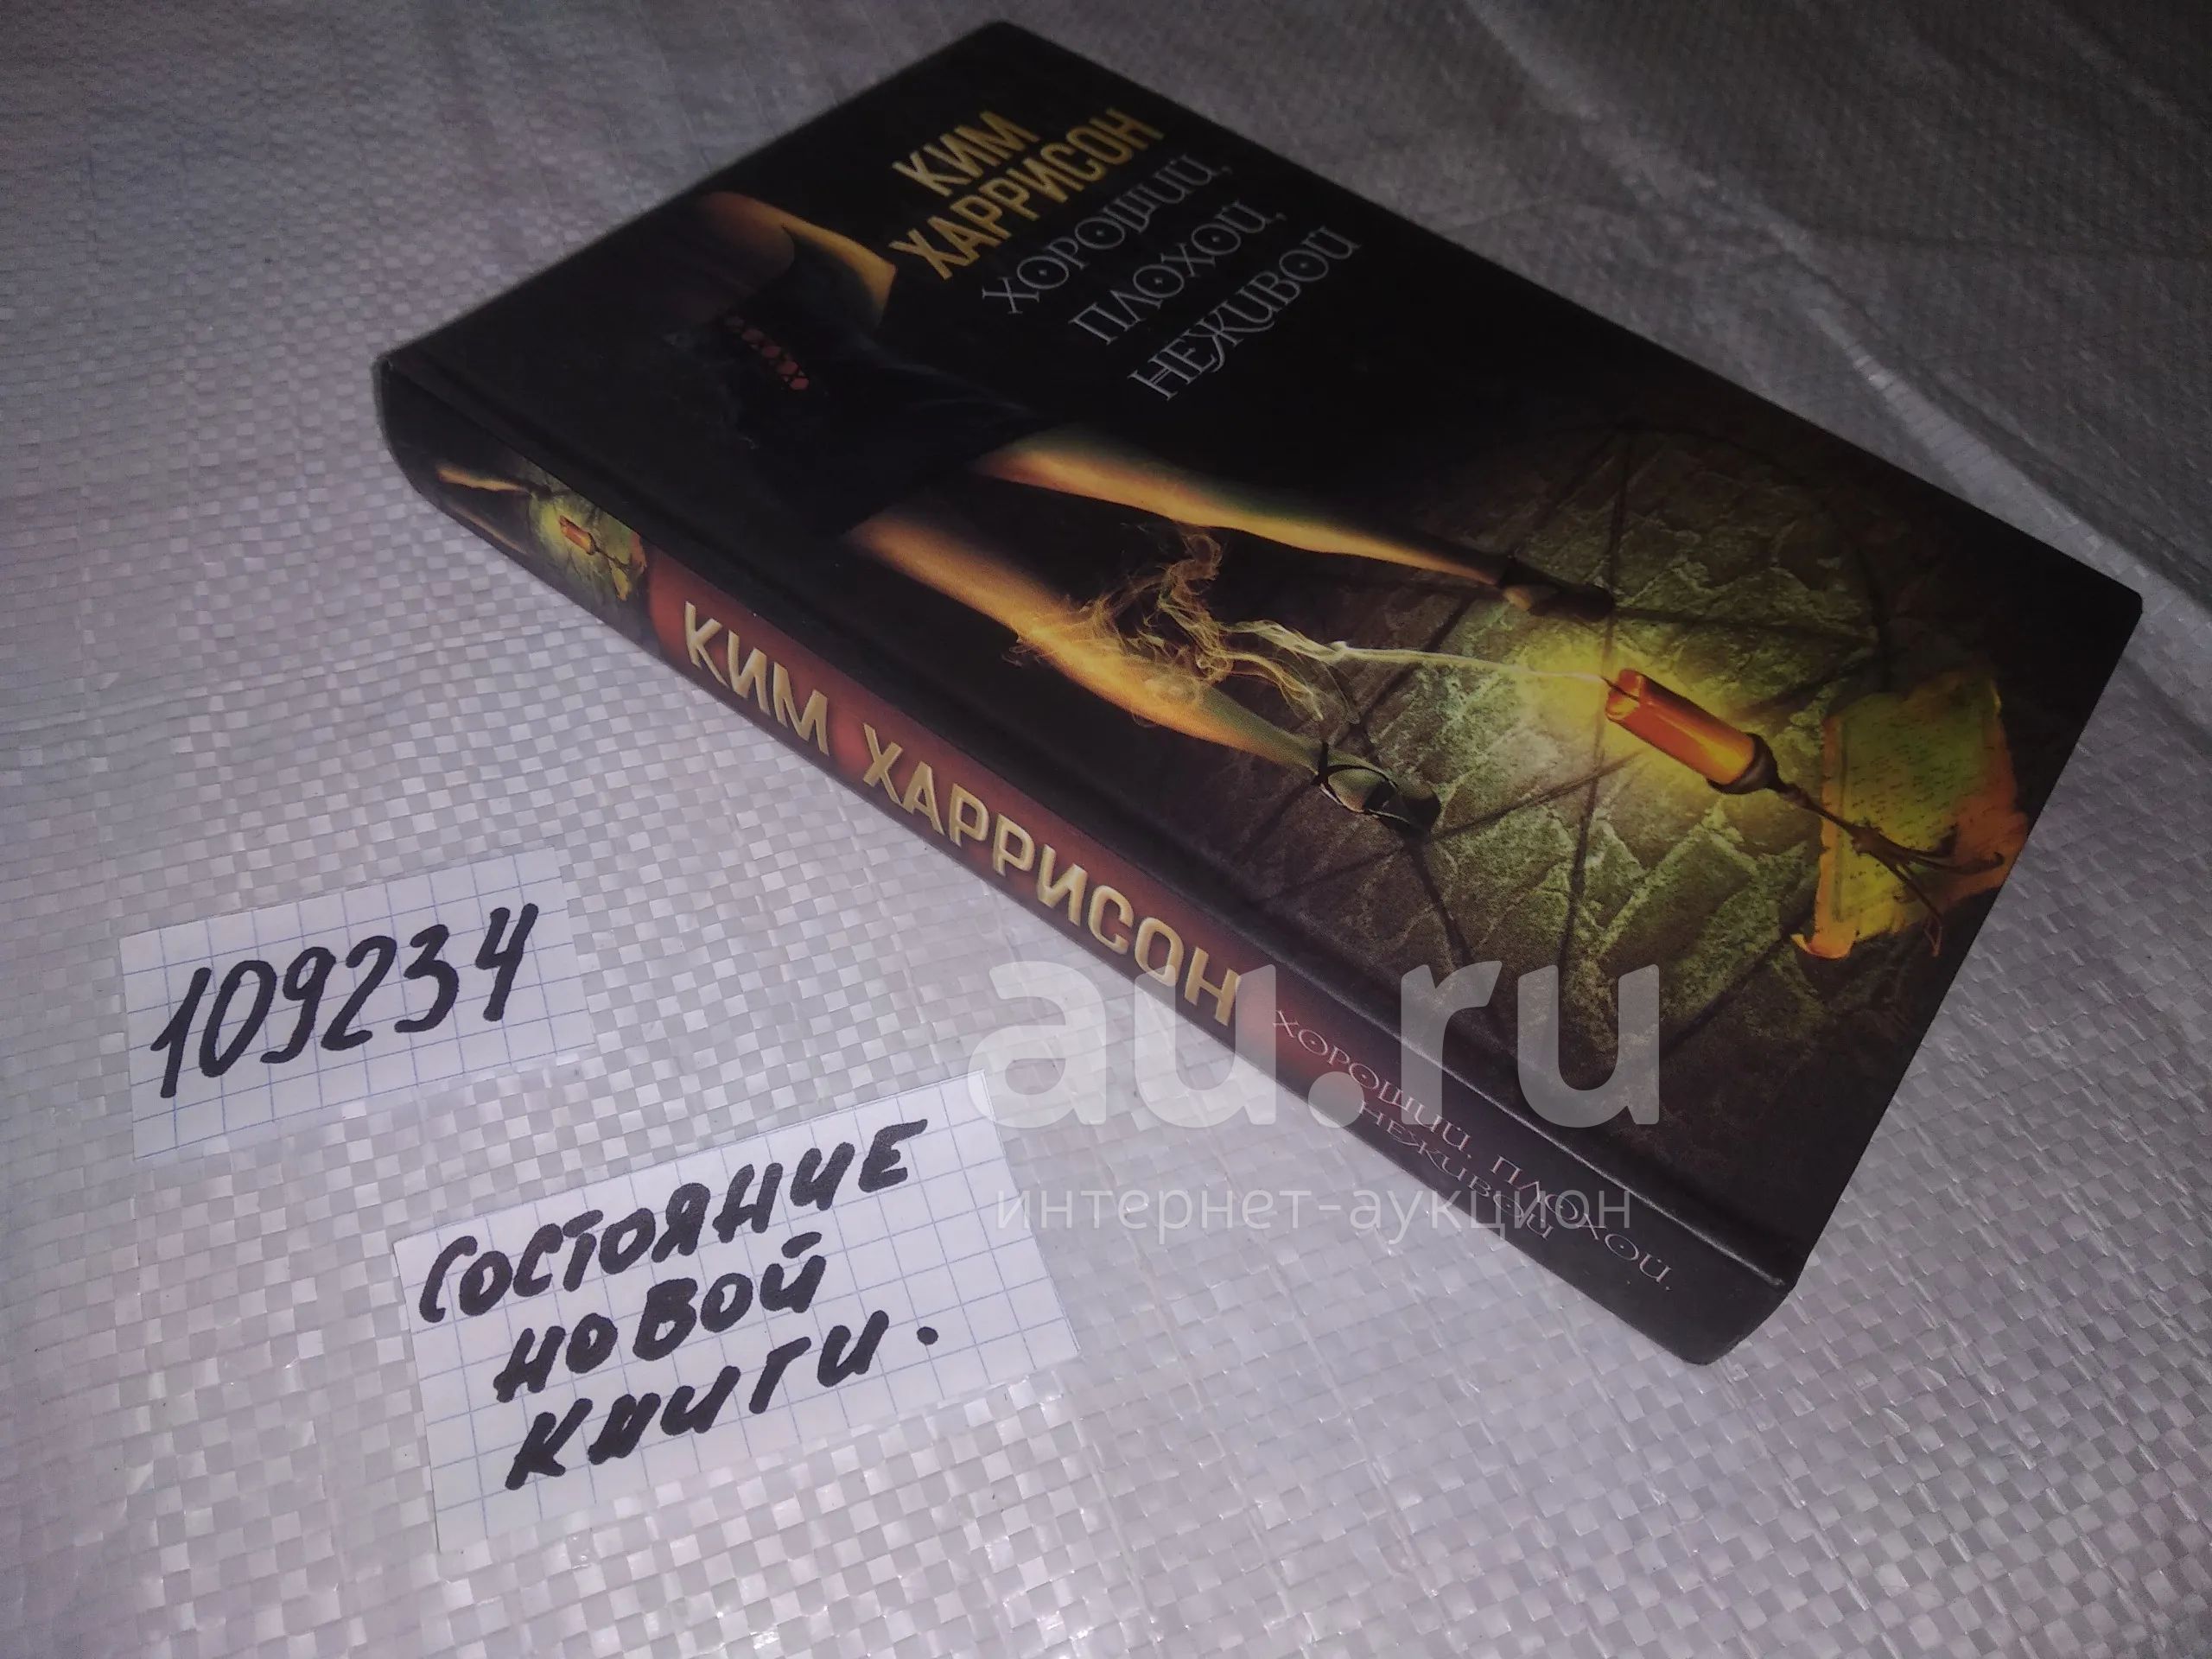 КИМ
ХАРРИСОН
ХОРОШИЙ,
ПЛОХОЙ,
НЕЖИВОЙ
КИМ ХАРРИСОН
ХОРОШИЙ, ПЛОХОЙ,
НЕЖИВОЙ
au.ru
интернет-аукцион
109234
СОСТОЯНИЕ
НОВОЙ
КНИГИ.